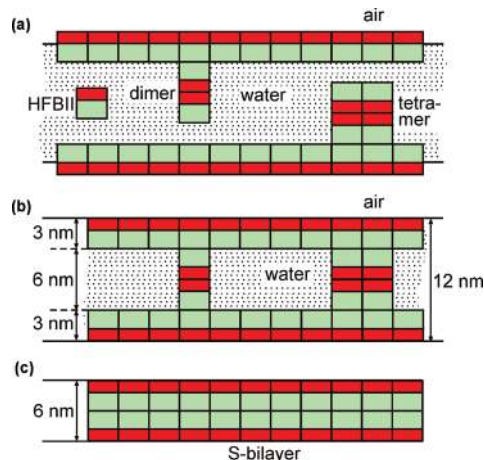 (a)
air
HFBII
dimer
water
tetra-
mer
(b)
air
3 nm
6 nm
water
12 nm
3 nm
(c)
6 nm
S-bilayer